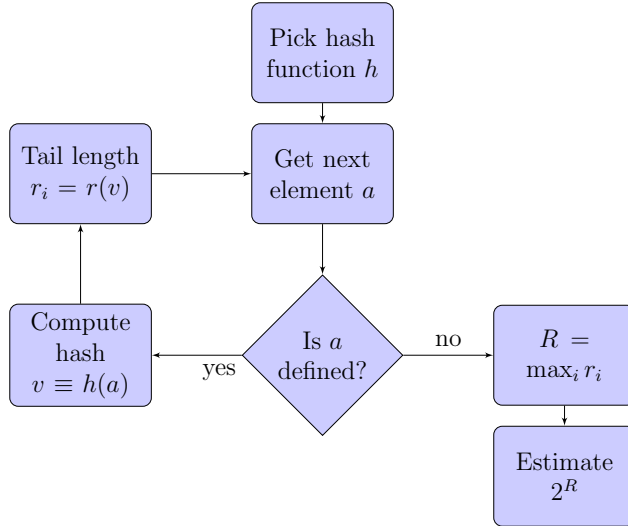 Pick hash
function h
Get next
element a
Is a
defined?
yes
Compute
hash
v ≡ h(a)
Tail length
r_i = r(v)
no
R =
max_i r_i
Estimate
2^R